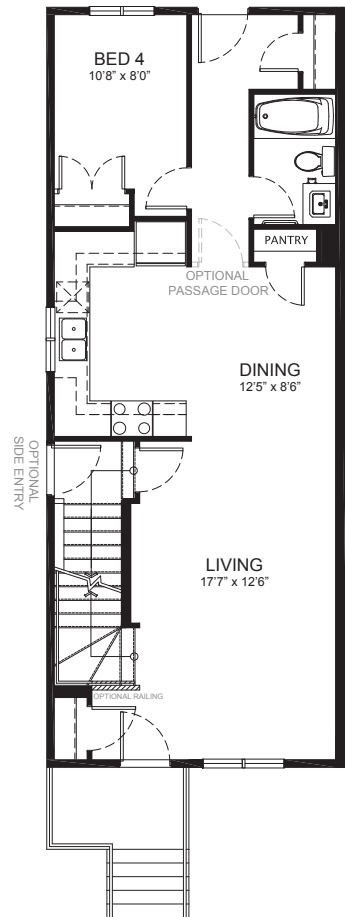 BED 4
10'8" x 8'0"
PANTRY
OPTIONAL
PASSAGE DOOR
DINING
12'5" x 8'6"
OPTIONAL
SIDE ENTRY
LIVING
17'7" x 12'6"
OPTIONAL RAILING